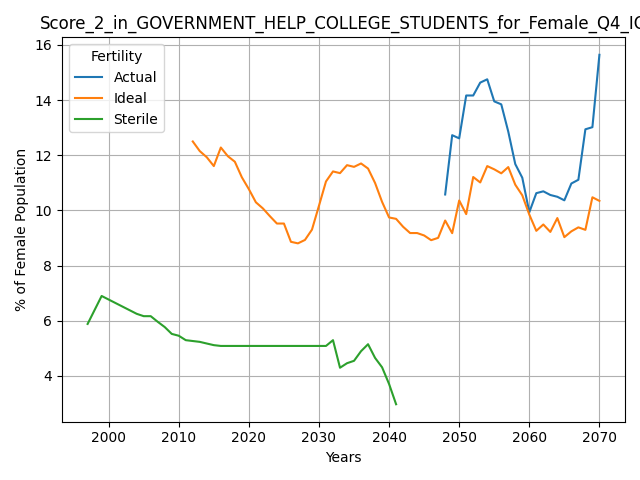 Score_2_in_GOVERNMENT_HELP_COLLEGE_STUDENTS_for_Female_Q4_IC
Fertility
Actual
Ideal
Sterile
% of Female Population
16
14
12
10
8
6
4
2000 2010 2020 2030 2040 2050 2060 2070
Years